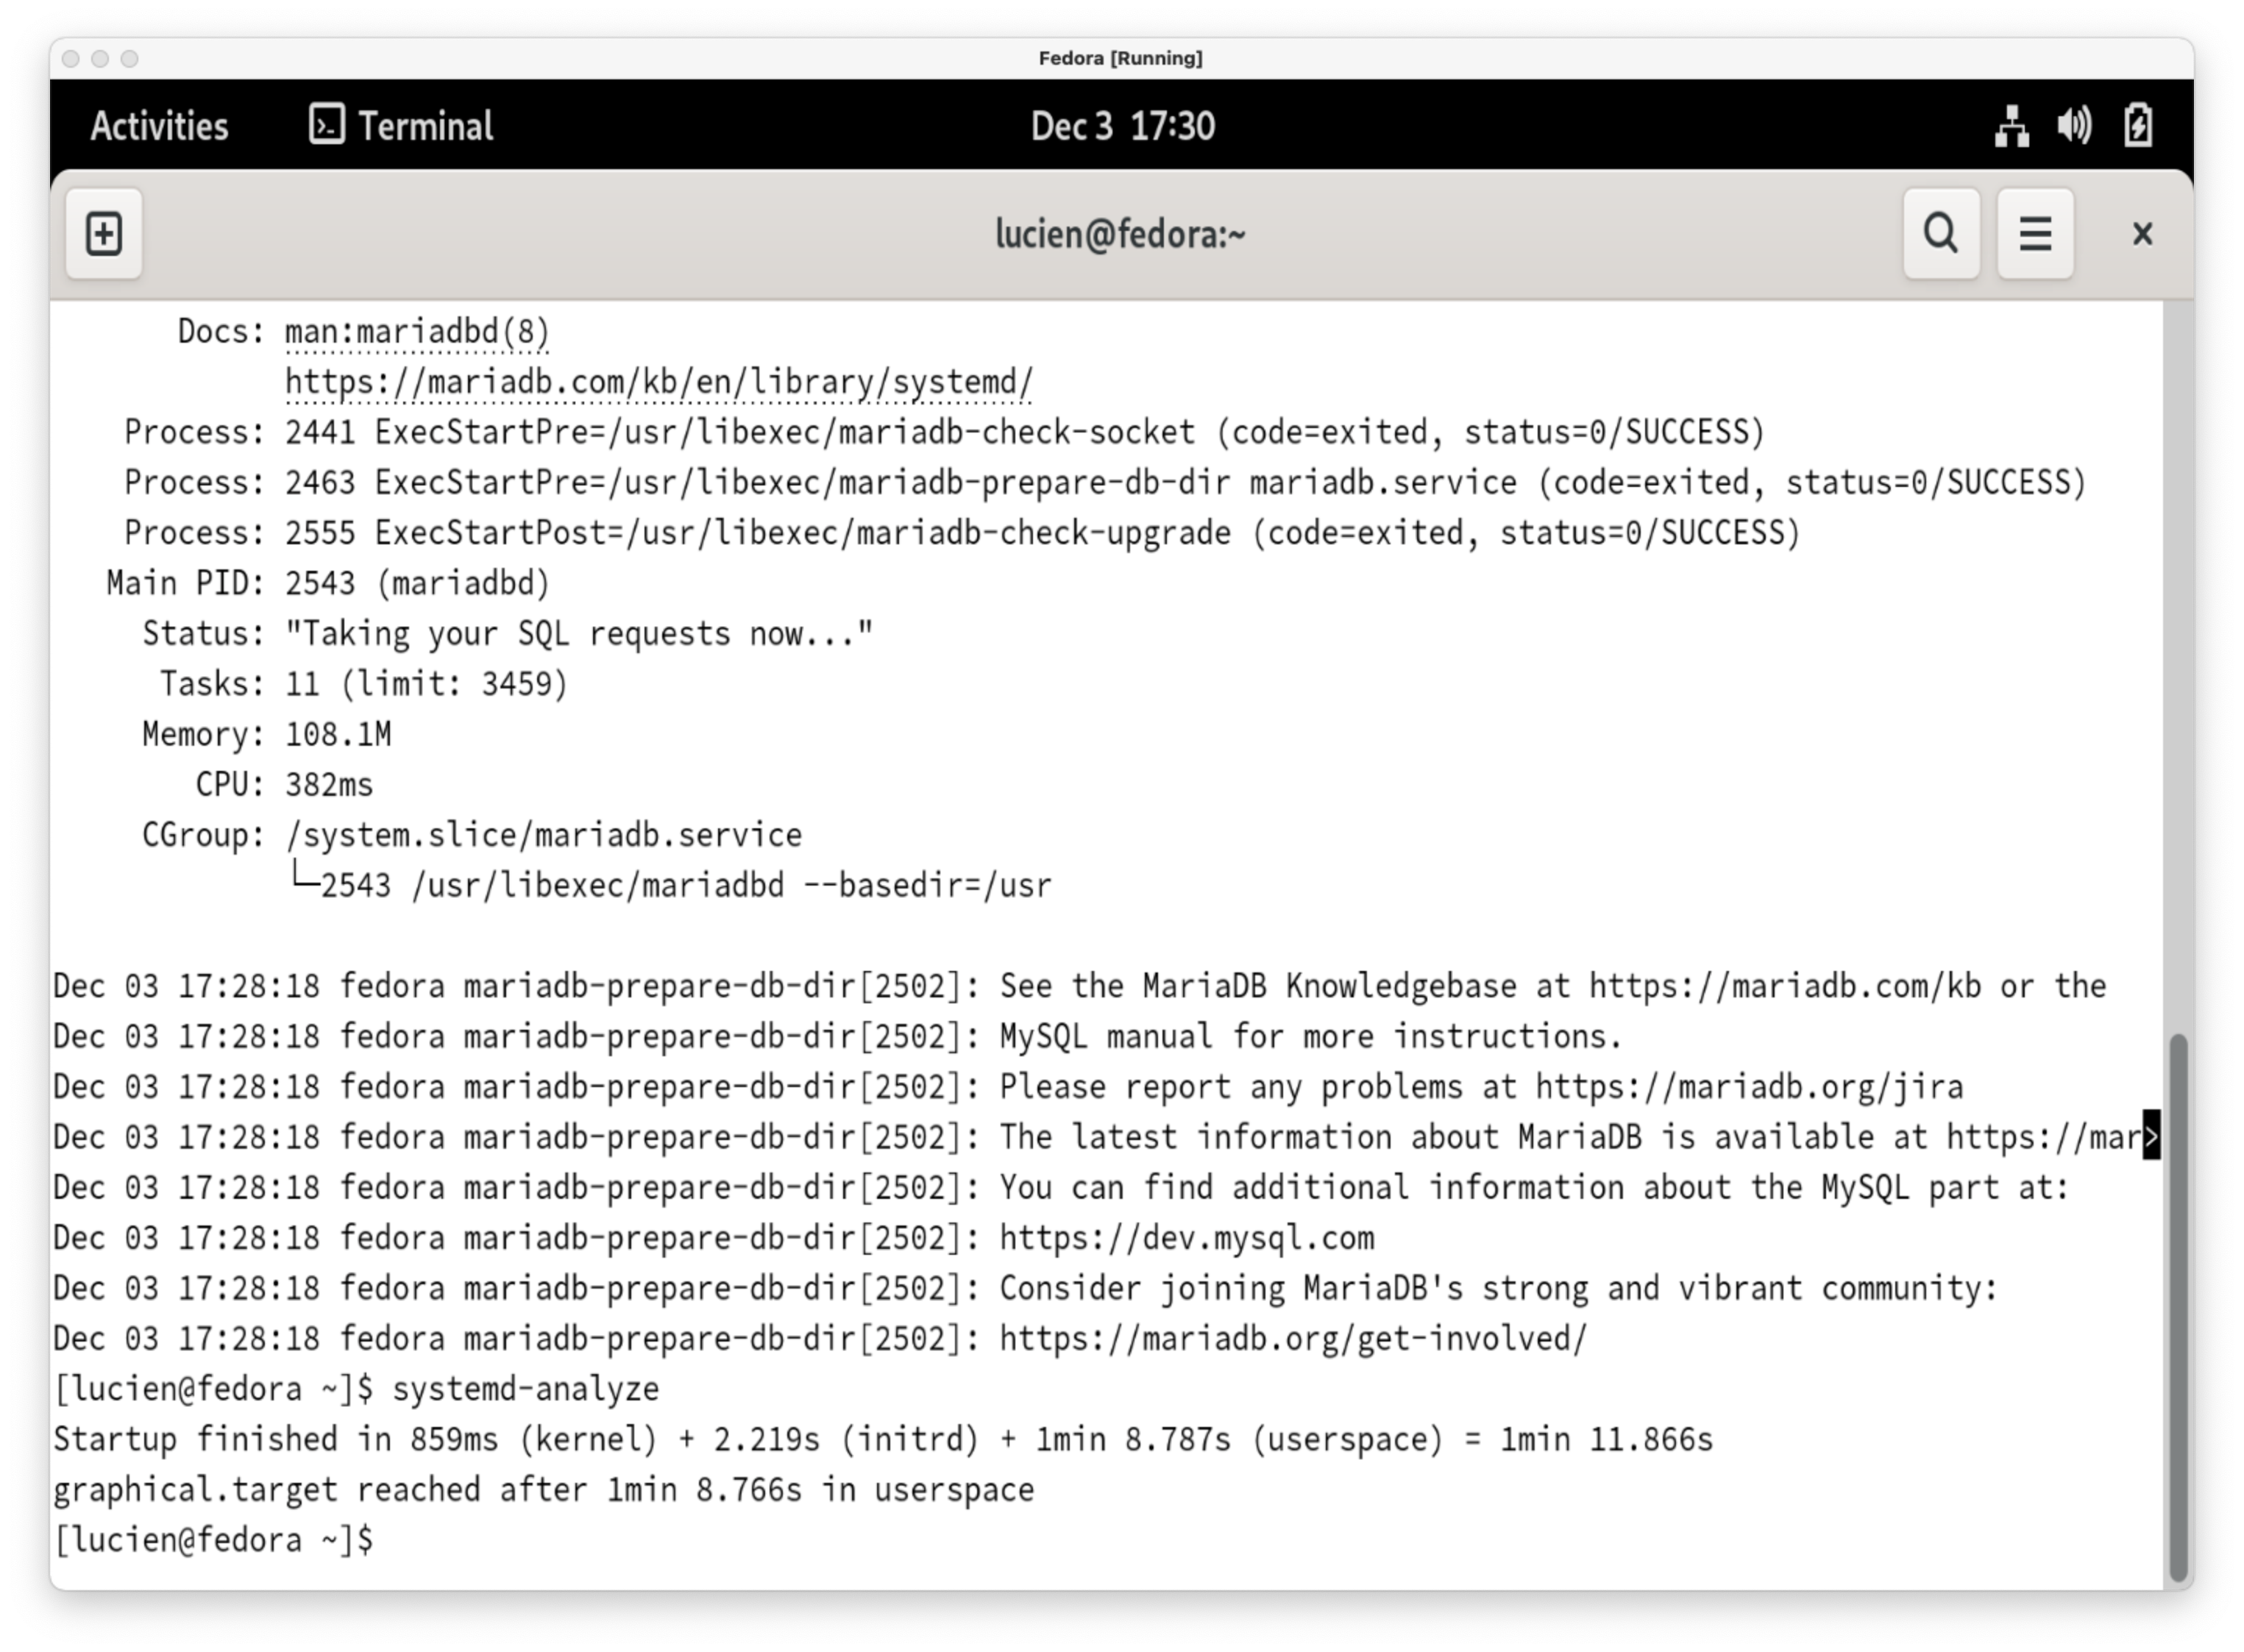 Fedora [Running]
Activities Terminal Dec 3 17:30
lucien@fedora:~
Docs: man:mariadbd(8)
https://mariadb.com/kb/en/library/systemd/
Process: 2441 ExecStartPre=/usr/libexec/mariadb-check-socket (code=exited, status=0/SUCCESS)
Process: 2463 ExecStartPre=/usr/libexec/mariadb-prepare-db-dir mariadb.service (code=exited, status=0/SUCCESS)
Process: 2555 ExecStartPost=/usr/libexec/mariadb-check-upgrade (code=exited, status=0/SUCCESS)
Main PID: 2543 (mariadbd)
Status: "Taking your SQL requests now..."
Tasks: 11 (limit: 3459)
Memory: 108.1M
CPU: 382ms
CGroup: /system.slice/mariadb.service
└─2543 /usr/libexec/mariadbd --basedir=/usr
Dec 03 17:28:18 fedora mariadb-prepare-db-dir[2502]: See the MariaDB Knowledgebase at https://mariadb.com/kb or the
Dec 03 17:28:18 fedora mariadb-prepare-db-dir[2502]: MySQL manual for more instructions.
Dec 03 17:28:18 fedora mariadb-prepare-db-dir[2502]: Please report any problems at https://mariadb.org/jira
Dec 03 17:28:18 fedora mariadb-prepare-db-dir[2502]: The latest information about MariaDB is available at https://mar>
Dec 03 17:28:18 fedora mariadb-prepare-db-dir[2502]: You can find additional information about the MySQL part at:
Dec 03 17:28:18 fedora mariadb-prepare-db-dir[2502]: https://dev.mysql.com
Dec 03 17:28:18 fedora mariadb-prepare-db-dir[2502]: Consider joining MariaDB's strong and vibrant community:
Dec 03 17:28:18 fedora mariadb-prepare-db-dir[2502]: https://mariadb.org/get-involved/
[lucien@fedora ~]$ systemd-analyze
Startup finished in 859ms (kernel) + 2.219s (initrd) + 1min 8.787s (userspace) = 1min 11.866s
graphical.target reached after 1min 8.766s in userspace
[lucien@fedora ~]$